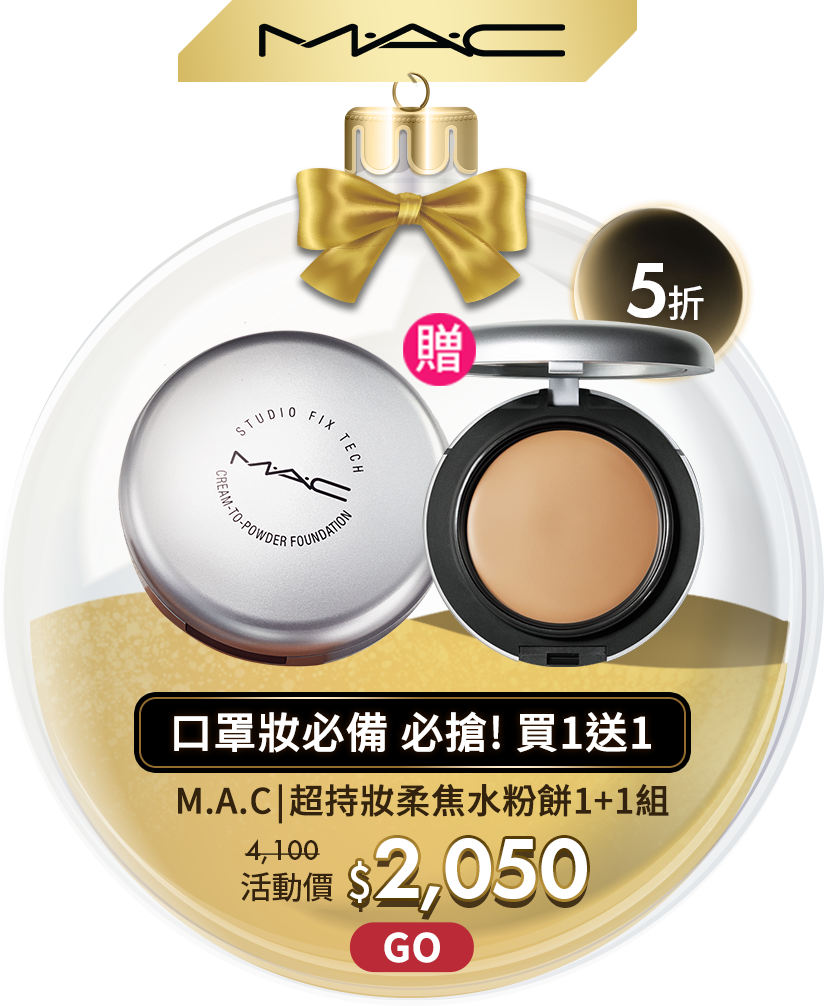 M·A·C
5折
贈
STUDIO FIX TECH
M·A·C
CREAM-TO-POWDER FOUNDATION
口罩妝必備 必搶! 買1送1
M.A.C|超持妝柔焦水粉餅1+1組
4,100
活動價 $2,050
GO